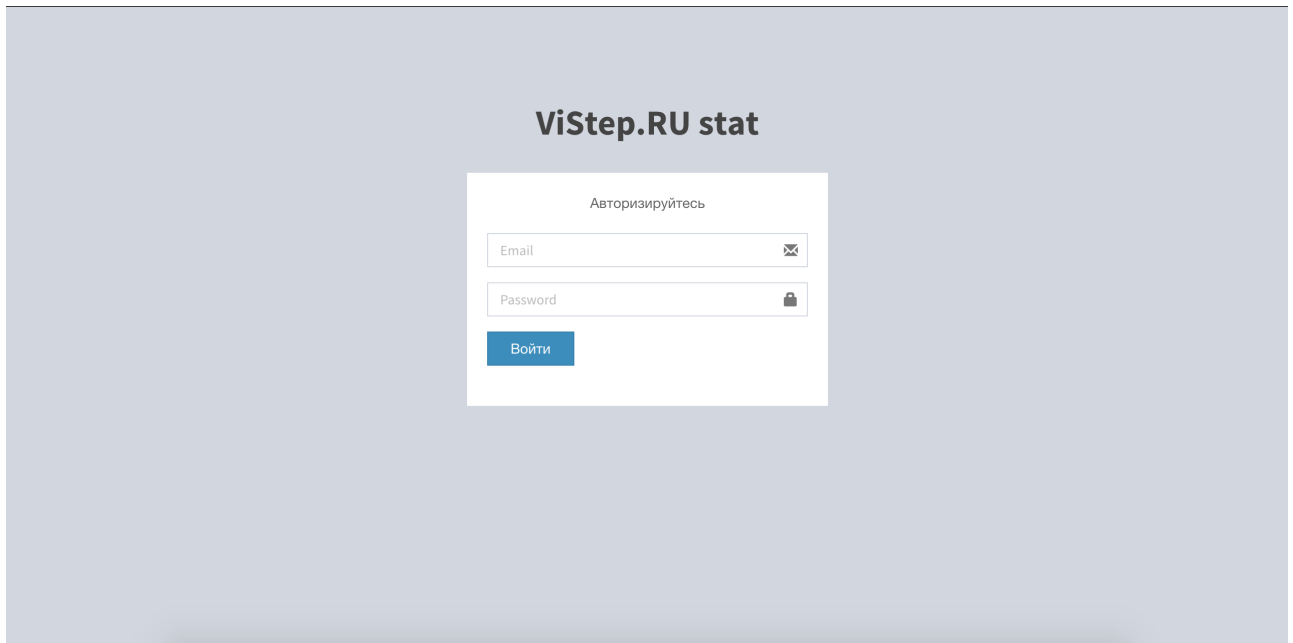 ViStep.RU stat
Авторизируйтесь
Email
Password
Войти